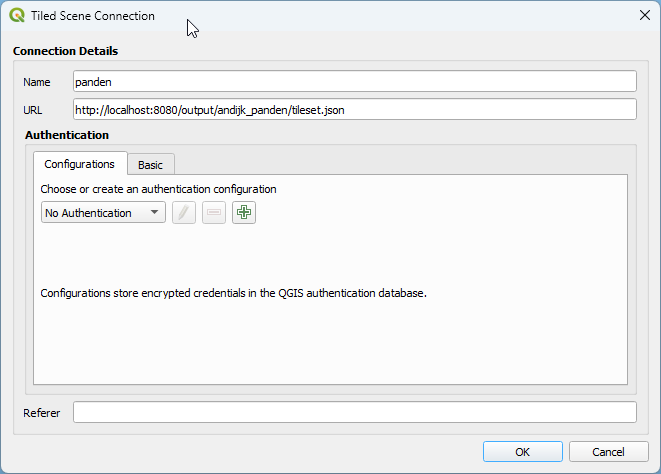 Tiled Scene Connection
Connection Details
Name panden
URL http://localhost:8080/output/andijk_panden/tileset.json
Authentication
Configurations Basic
Choose or create an authentication configuration
No Authentication
Configurations store encrypted credentials in the QGIS authentication database.
Referer
OK Cancel